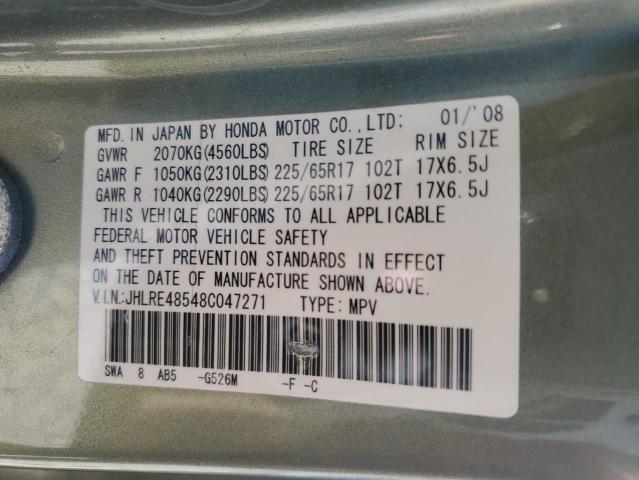 MFD. IN JAPAN BY HONDA MOTOR CO.,LTD; 01/'08
GVWR 2070KG(4560LBS) TIRE SIZE RIM SIZE
GAWR F 1050KG(2310LBS) 225/65R17 102T 17X6.5J
GAWR R 1040KG(2290LBS) 225/65R17 102T 17X6.5J
THIS VEHICLE CONFORMS TO ALL APPLICABLE
FEDERAL MOTOR VEHICLE SAFETY
AND THEFT PREVENTION STANDARDS IN EFFECT
ON THE DATE OF MANUFACTURE SHOWN ABOVE.
V.I.N:JHLRE48548C047271 TYPE: MPV
SWA 8 AB5 -G526M -F -C